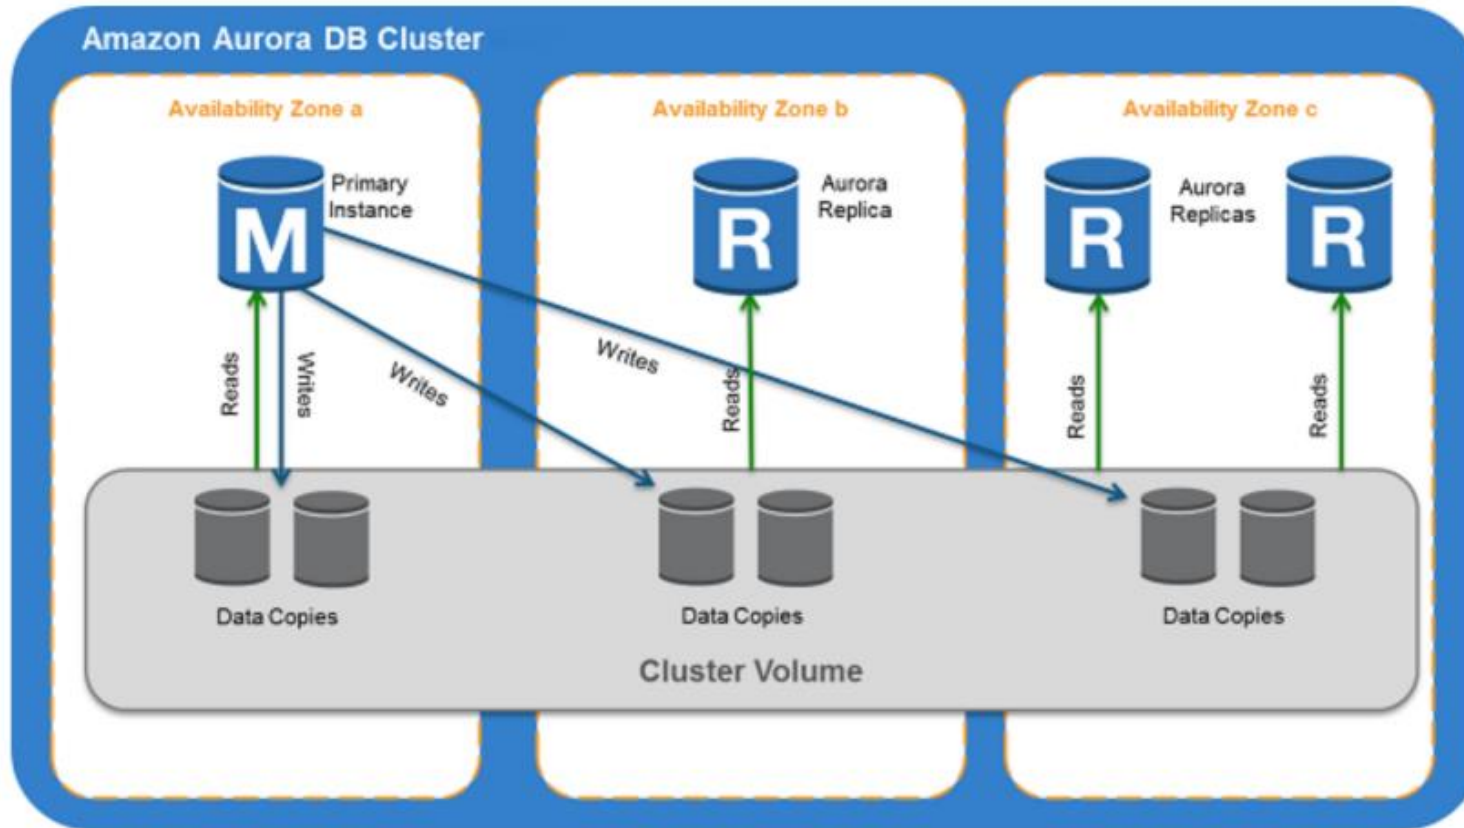 Amazon Aurora DB Cluster
Availability Zone a
Availability Zone b
Availability Zone c
M
Primary
Instance
R
Aurora
Replica
R
Aurora
Replicas
R
Reads
Writes
Writes
Writes
Reads
Reads
Reads
Data Copies
Data Copies
Data Copies
Cluster Volume